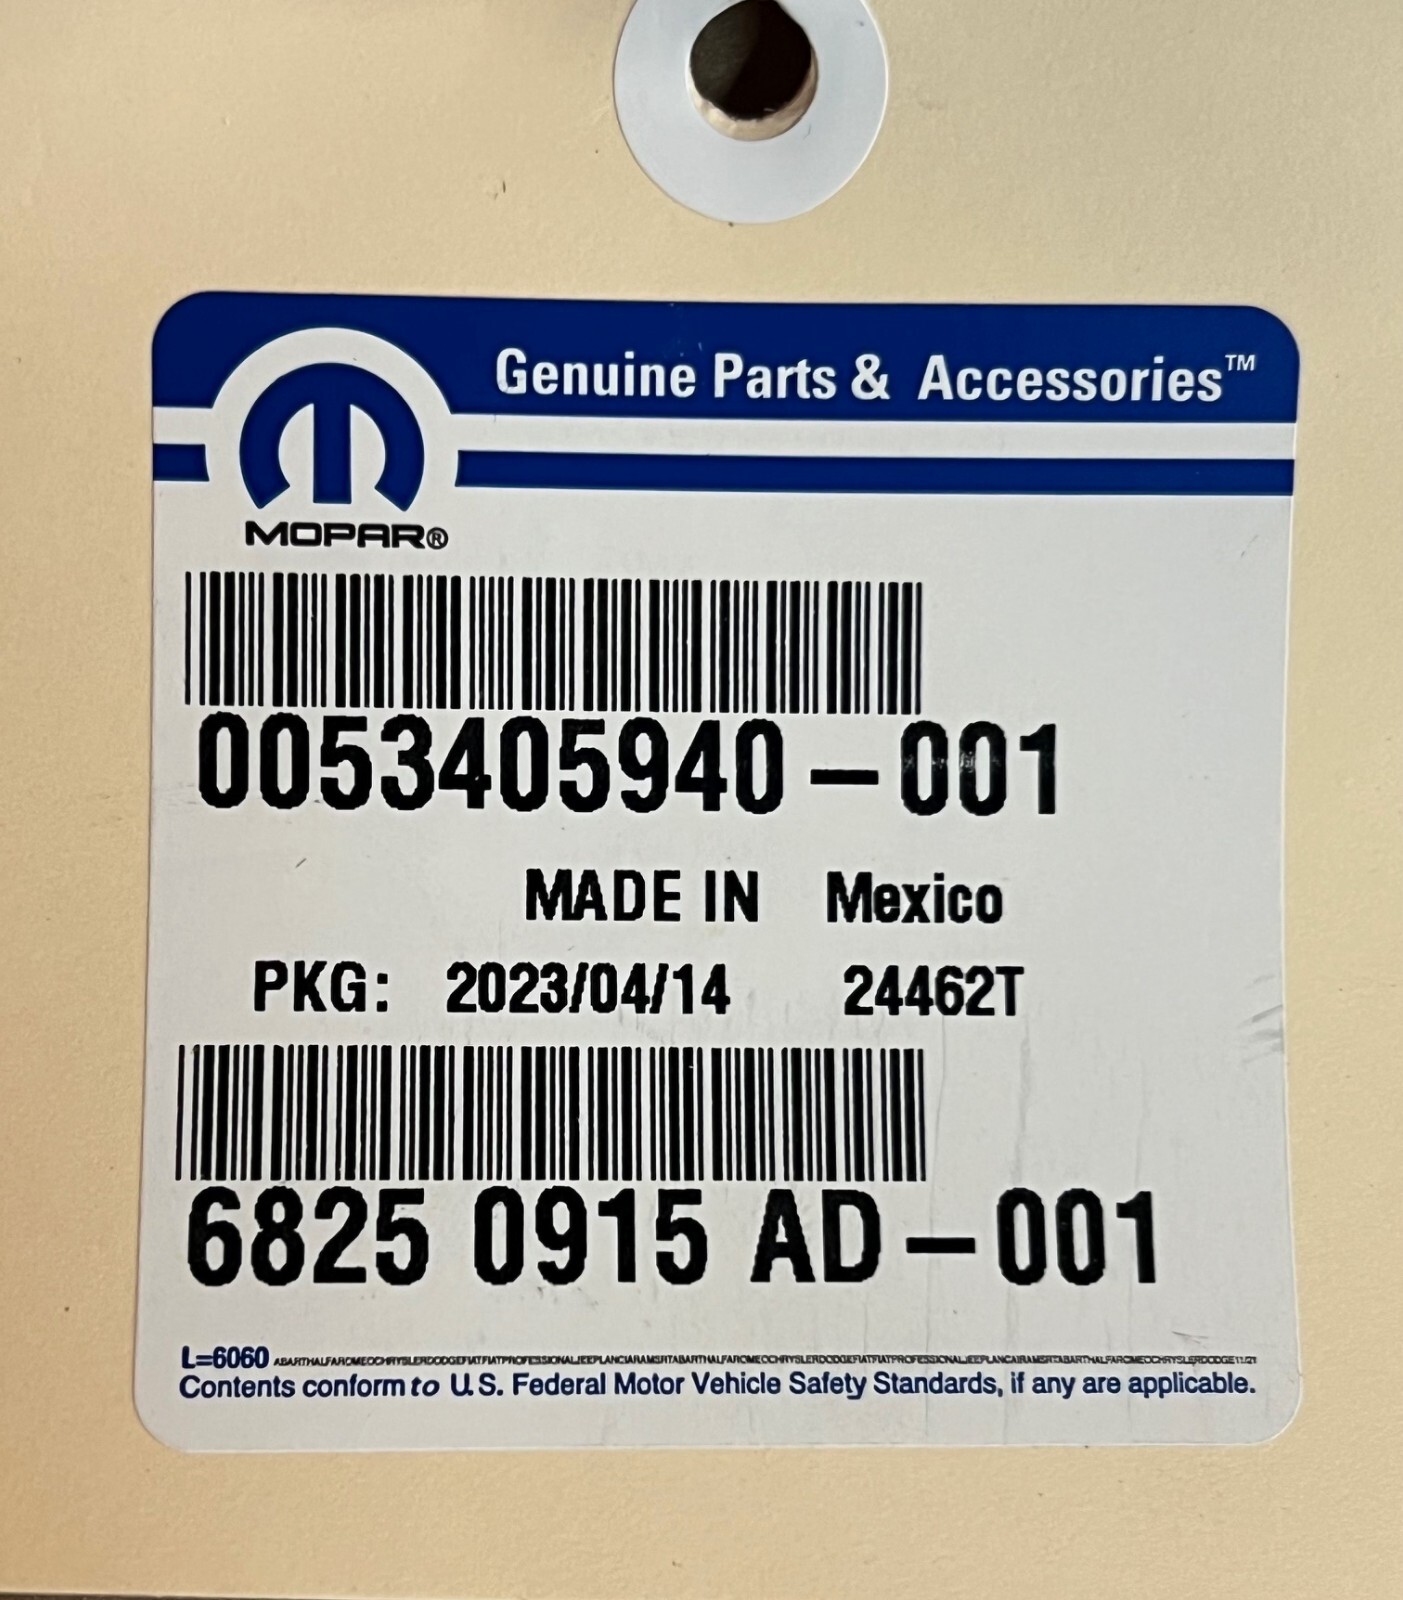 Genuine Parts & Accessories™
MOPAR®
0053405940-001
MADE IN Mexico
PKG: 2023/04/14 24462T
6825 0915 AD-001
L=6060
Contents conform to U.S. Federal Motor Vehicle Safety Standards, if any are applicable.